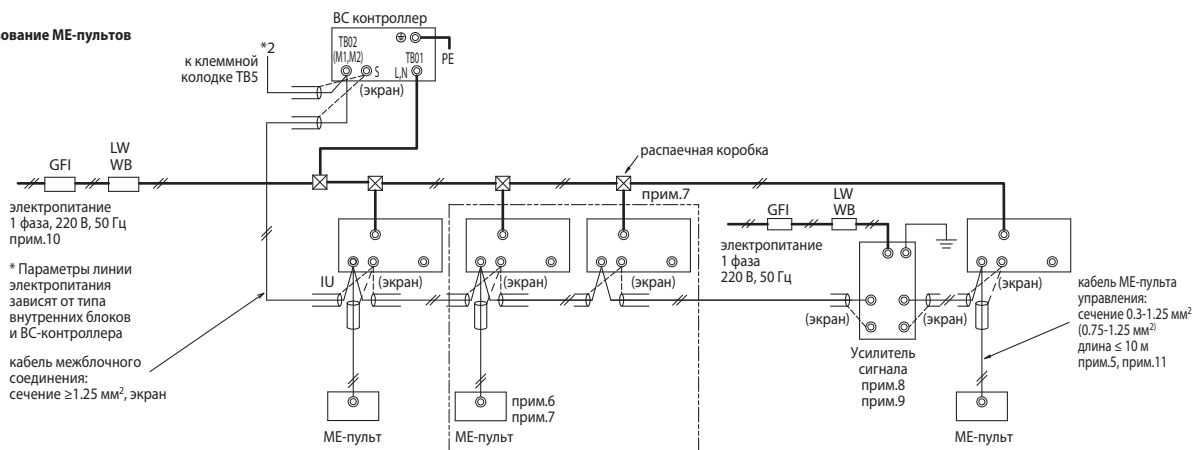 BC контроллер
зование МЕ-пультов
*2
к клеммной
колодке ТВ5
TB02
(M1,M2)
S
TB01
L,N
PE
(экран)
GFI
LW
WB
распаечная коробка
прим.7
электропитание
1 фаза, 220 В, 50 Гц
прим.10
GFI
LW
WB
электропитание
1 фаза
220 В, 50 Гц
* Параметры линии
электропитания
зависят от типа
внутренних блоков
и ВС-контроллера
IU
(экран)
(экран)
(экран)
(экран)
(экран)
(экран)
кабель межблочного
соединения:
сечение ≥1.25 мм², экран
кабель МЕ-пульта
управления:
сечение 0.3-1.25 мм²
(0.75-1.25 мм²⁾
длина ≤ 10 м
прим.5, прим.11
Усилитель
сигнала
прим.8
прим.9
прим.6
прим.7
МЕ-пульт
МЕ-пульт
МЕ-пульт